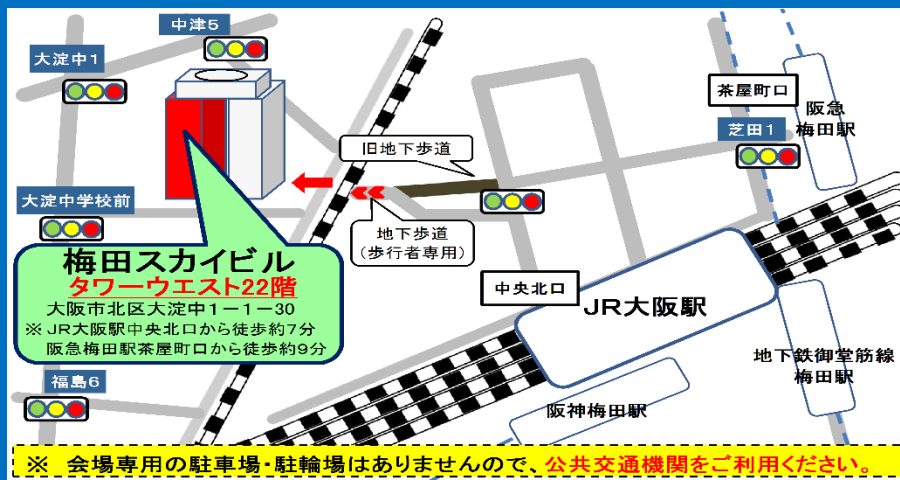 中津5
大淀中1
茶屋町口
阪急
梅田駅
芝田1
旧地下歩道
大淀中学校前
地下歩道
(歩行者専用)
梅田スカイビル
タワーウエスト22階
大阪市北区大淀中1-1-30
※ JR大阪駅中央北口から徒歩約7分
阪急梅田駅茶屋町口から徒歩約9分
中央北口
JR大阪駅
地下鉄御堂筋線
梅田駅
福島6
阪神梅田駅
※ 会場専用の駐車場・駐輪場はありませんので、公共交通機関をご利用ください。